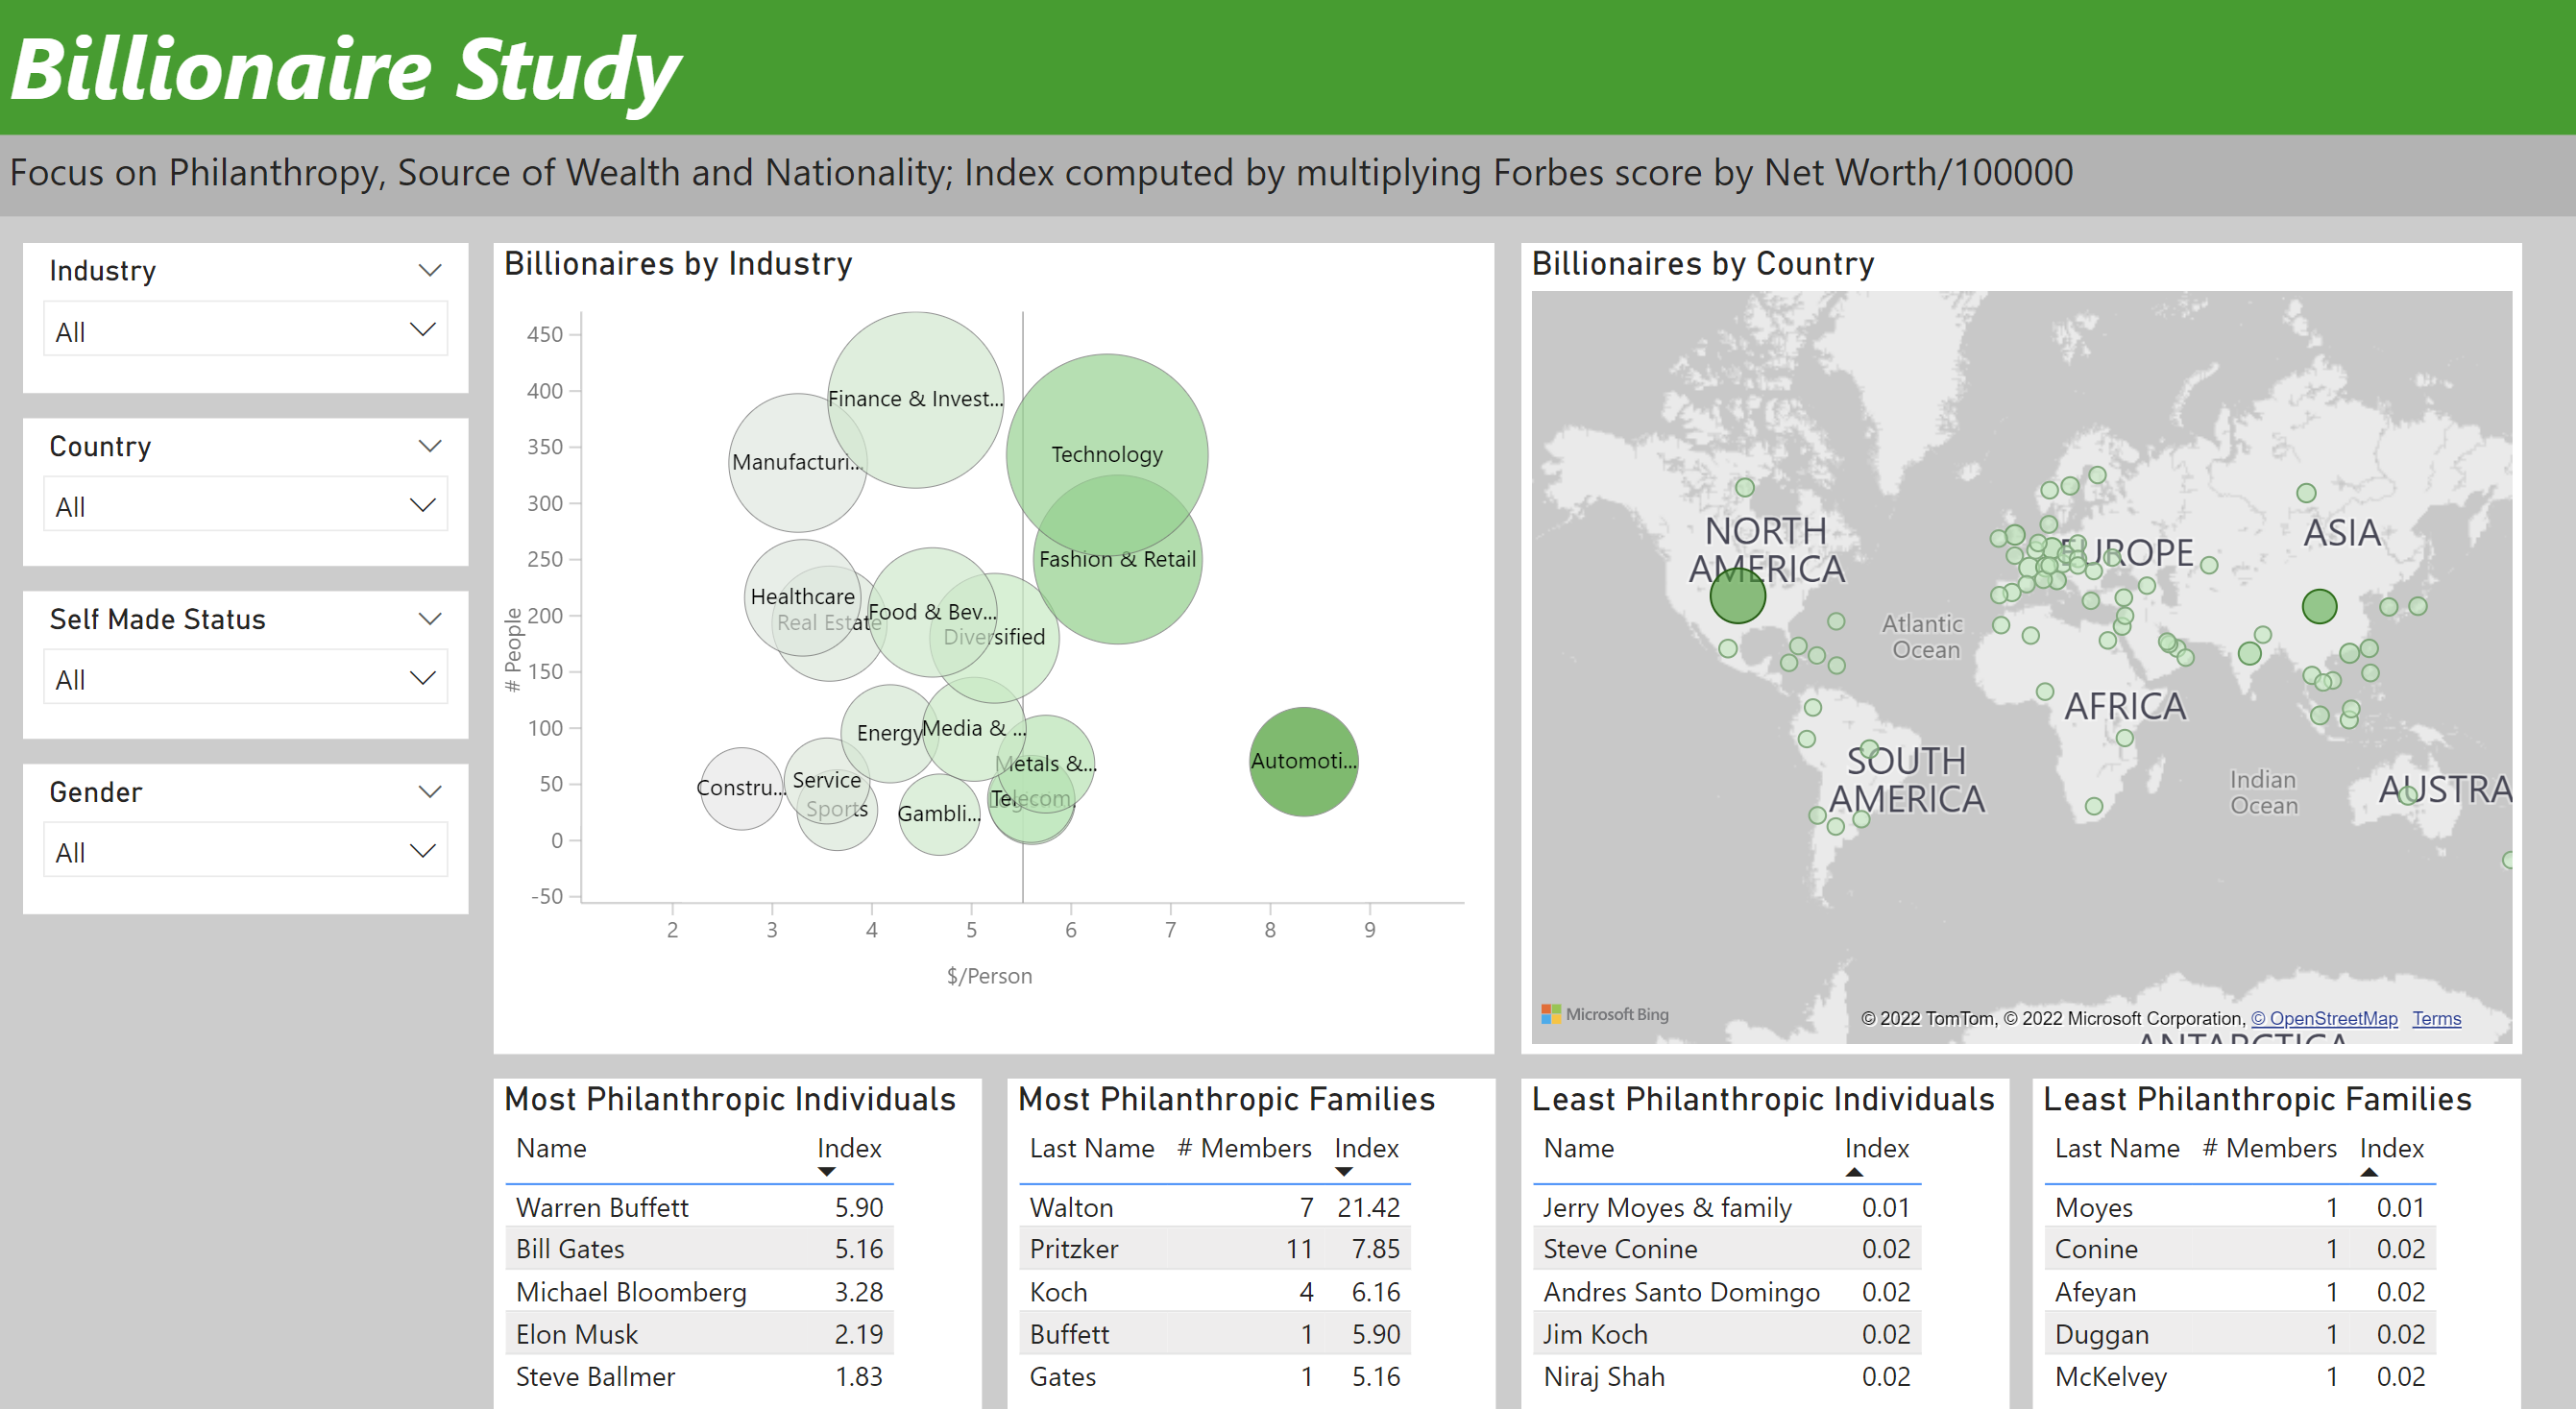 Billionaire Study
Focus on Philanthropy, Source of Wealth and Nationality; Index computed by multiplying Forbes score by Net Worth/100000
Industry
All
Country
All
Self Made Status
All
Gender
All
Billionaires by Industry
450
400
350
300
250
200
150
100
50
0
-50
# People
2 3 4 5 6 7 8 9
$/Person
Finance & Invest...
Manufacturi...
Technology
Fashion & Retail
Healthcare
Real Estate
Food & Bev...
Diversified
Energy
Media & ...
Metals &...
Automoti...
Constru...
Service
Sports
Gambli...
Telecom
Billionaires by Country
NORTH
AMERICA
EUROPE
ASIA
Atlantic
Ocean
AFRICA
SOUTH
AMERICA
Indian
Ocean
AUSTRA
Microsoft Bing
© 2022 TomTom, © 2022 Microsoft Corporation, © OpenStreetMap Terms
ANTARCTICA
Most Philanthropic Individuals
Name Index
Warren Buffett 5.90
Bill Gates 5.16
Michael Bloomberg 3.28
Elon Musk 2.19
Steve Ballmer 1.83
Most Philanthropic Families
Last Name # Members Index
Walton 7 21.42
Pritzker 11 7.85
Koch 4 6.16
Buffett 1 5.90
Gates 1 5.16
Least Philanthropic Individuals
Name Index
Jerry Moyes & family 0.01
Steve Conine 0.02
Andres Santo Domingo 0.02
Jim Koch 0.02
Niraj Shah 0.02
Least Philanthropic Families
Last Name # Members Index
Moyes 1 0.01
Conine 1 0.02
Afeyan 1 0.02
Duggan 1 0.02
McKelvey 1 0.02